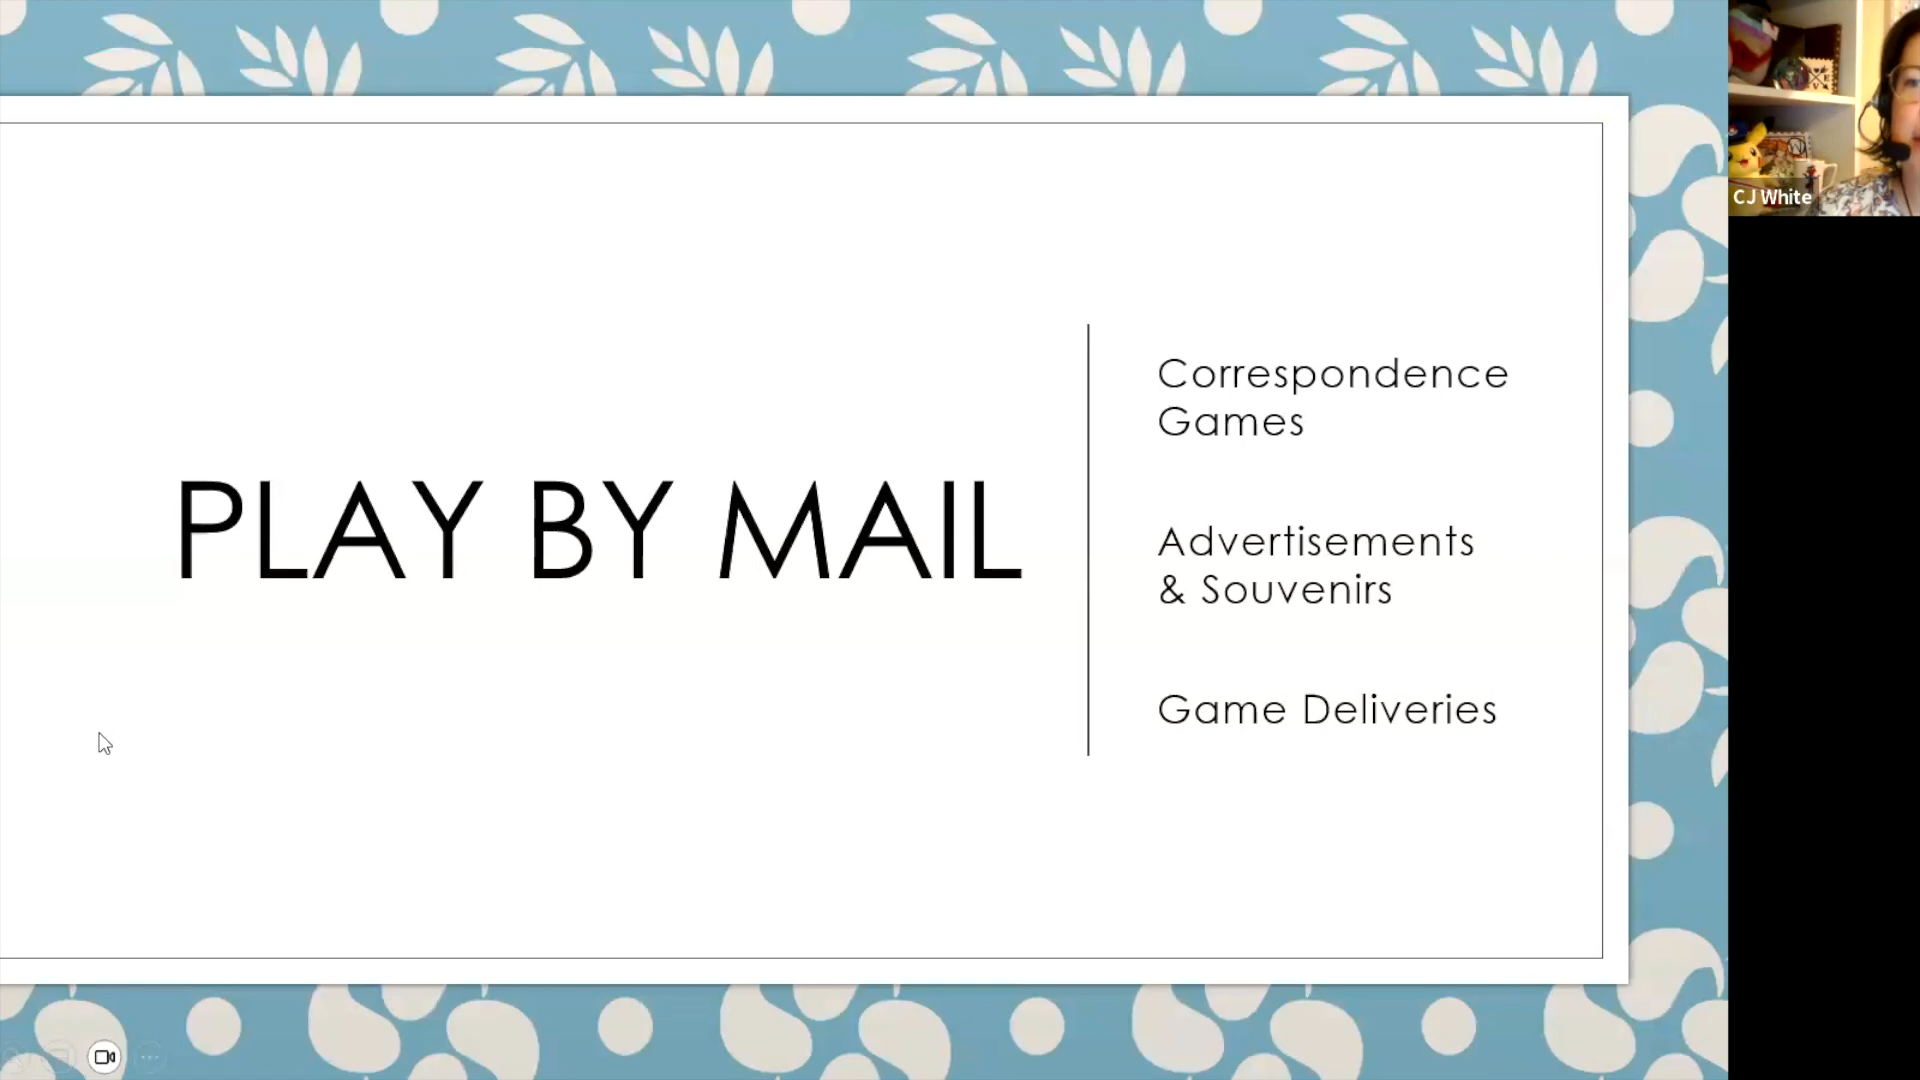 PLAY BY MAIL
Correspondence
Games
Advertisements
& Souvenirs
Game Deliveries
CJ White